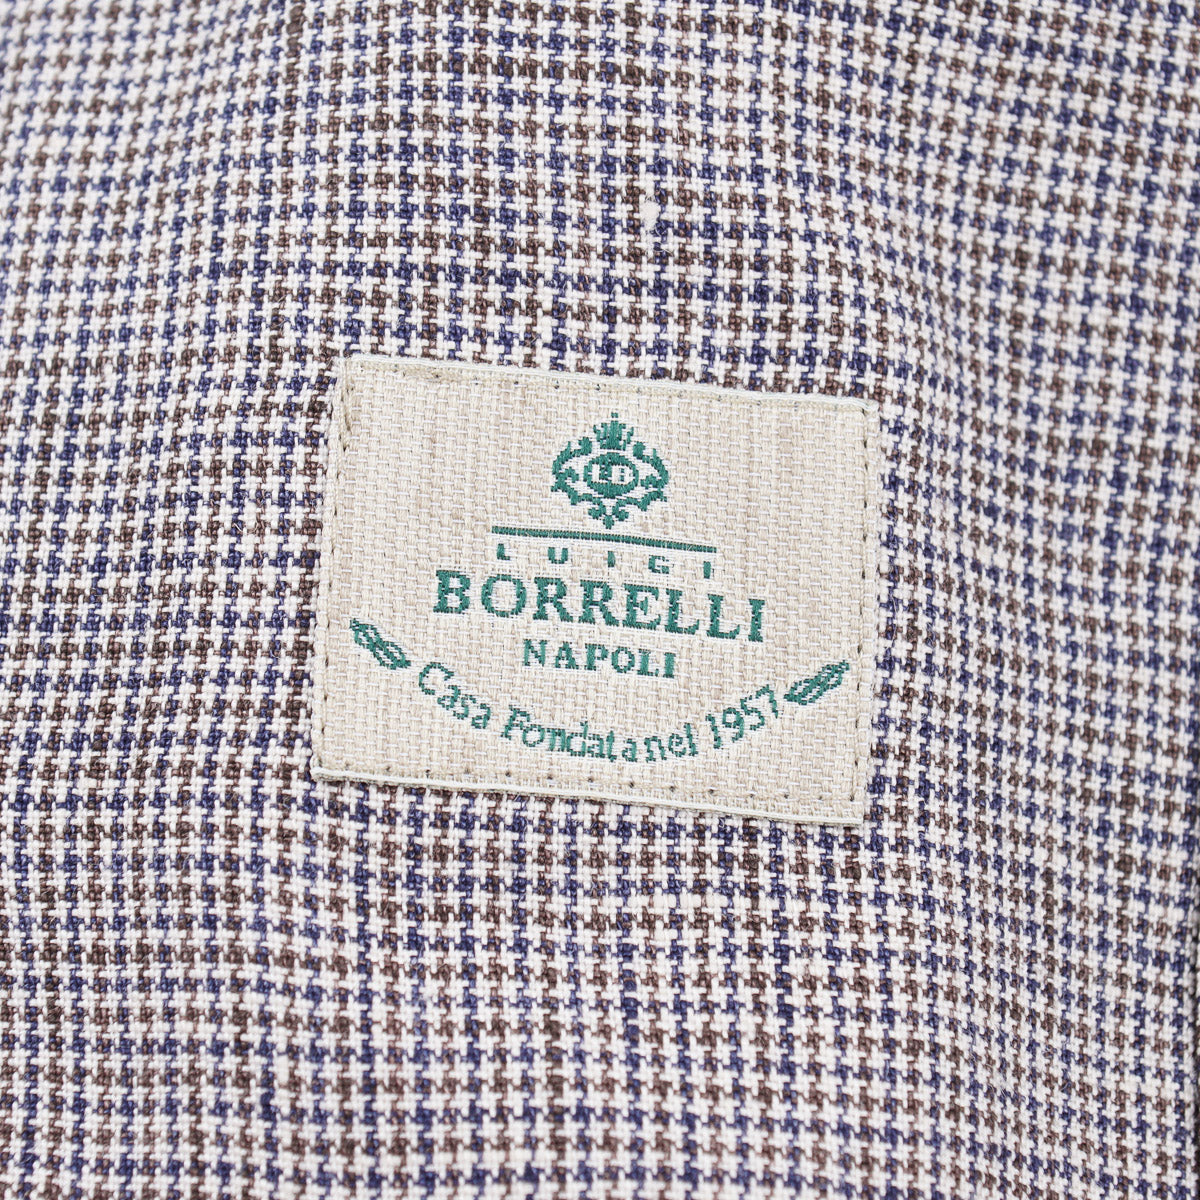 LUIGI
BORRELLI
NAPOLI
Casa Fondata nel 1957